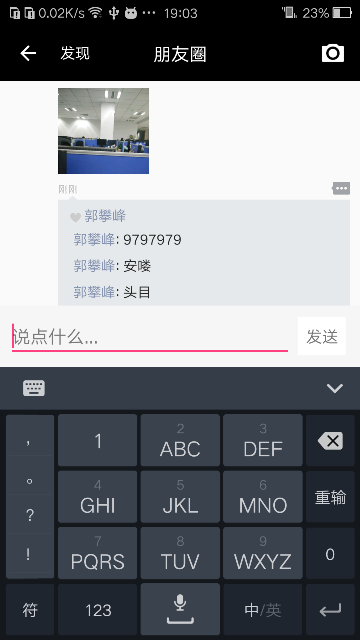 0.02K/s ··· 19:03 23%
发现 朋友圈
刚刚
郭攀峰
郭攀峰: 9797979
郭攀峰: 安喽
郭攀峰: 头目
说点什么... 发送
, 1 2 ABC 3 DEF
。 4 GHI 5 JKL 6 MNO 重输
? ! 7 PQRS 8 TUV 9 WXYZ 0
符 123 中/英